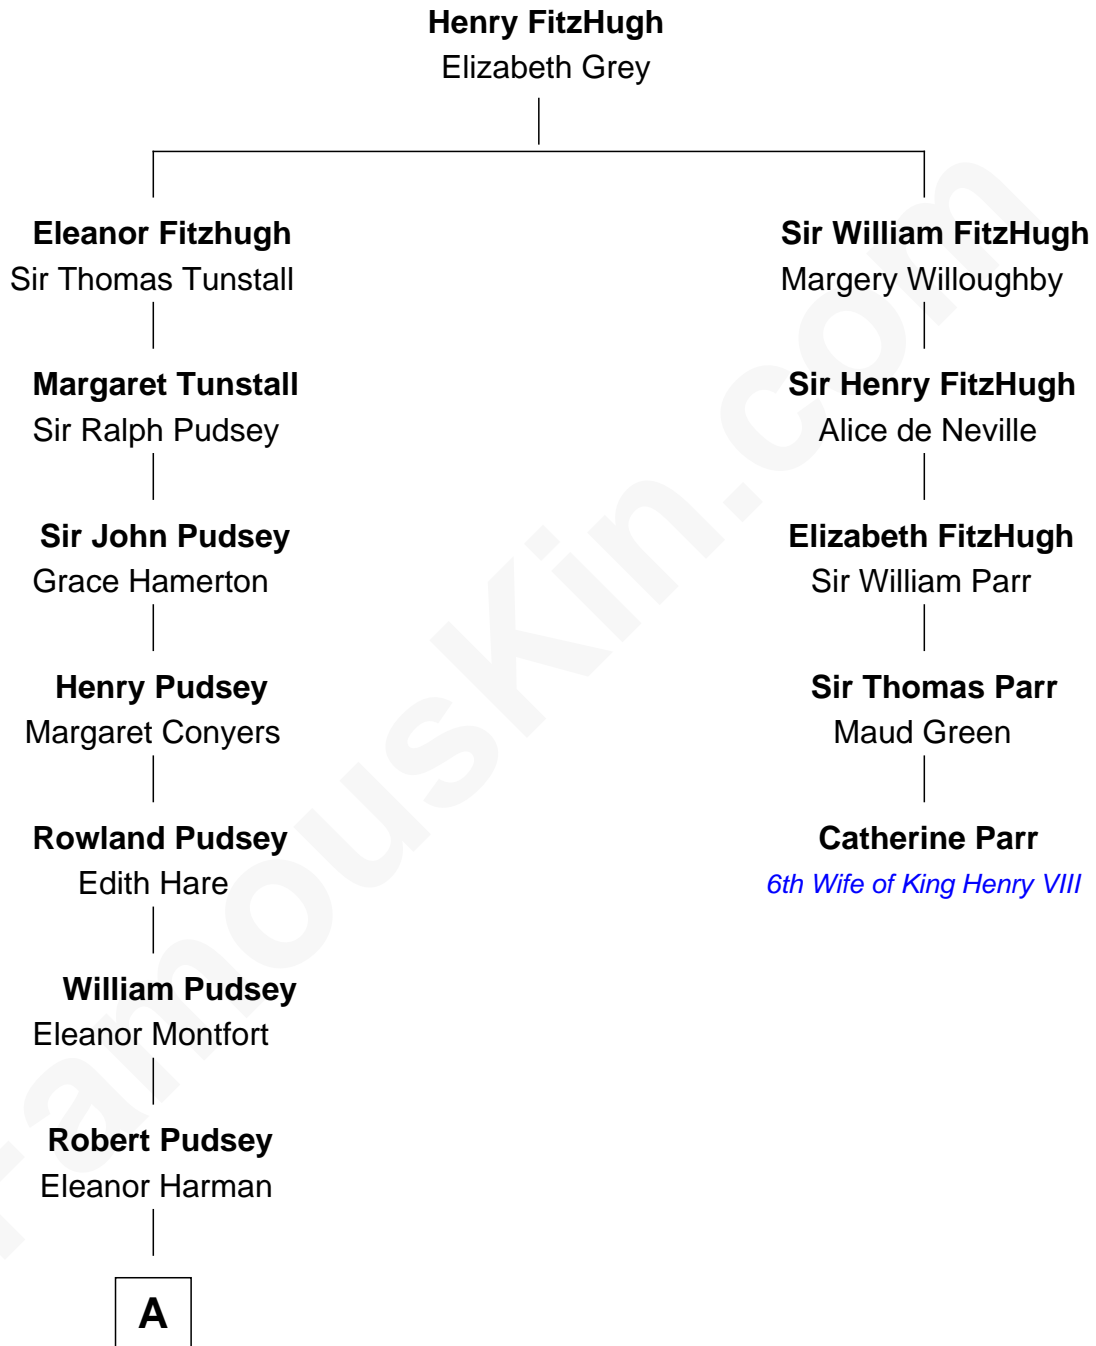 Henry FitzHugh
Elizabeth Grey
Eleanor Fitzhugh
Sir Thomas Tunstall
Margaret Tunstall
Sir Ralph Pudsey
Sir John Pudsey
Grace Hamerton
Henry Pudsey
Margaret Conyers
Rowland Pudsey
Edith Hare
William Pudsey
Eleanor Montfort
Robert Pudsey
Eleanor Harman
A
Sir William FitzHugh
Margery Willoughby
Sir Henry FitzHugh
Alice de Neville
Elizabeth FitzHugh
Sir William Parr
Sir Thomas Parr
Maud Green
Catherine Parr
6th Wife of King Henry VIII
FamousKin.com